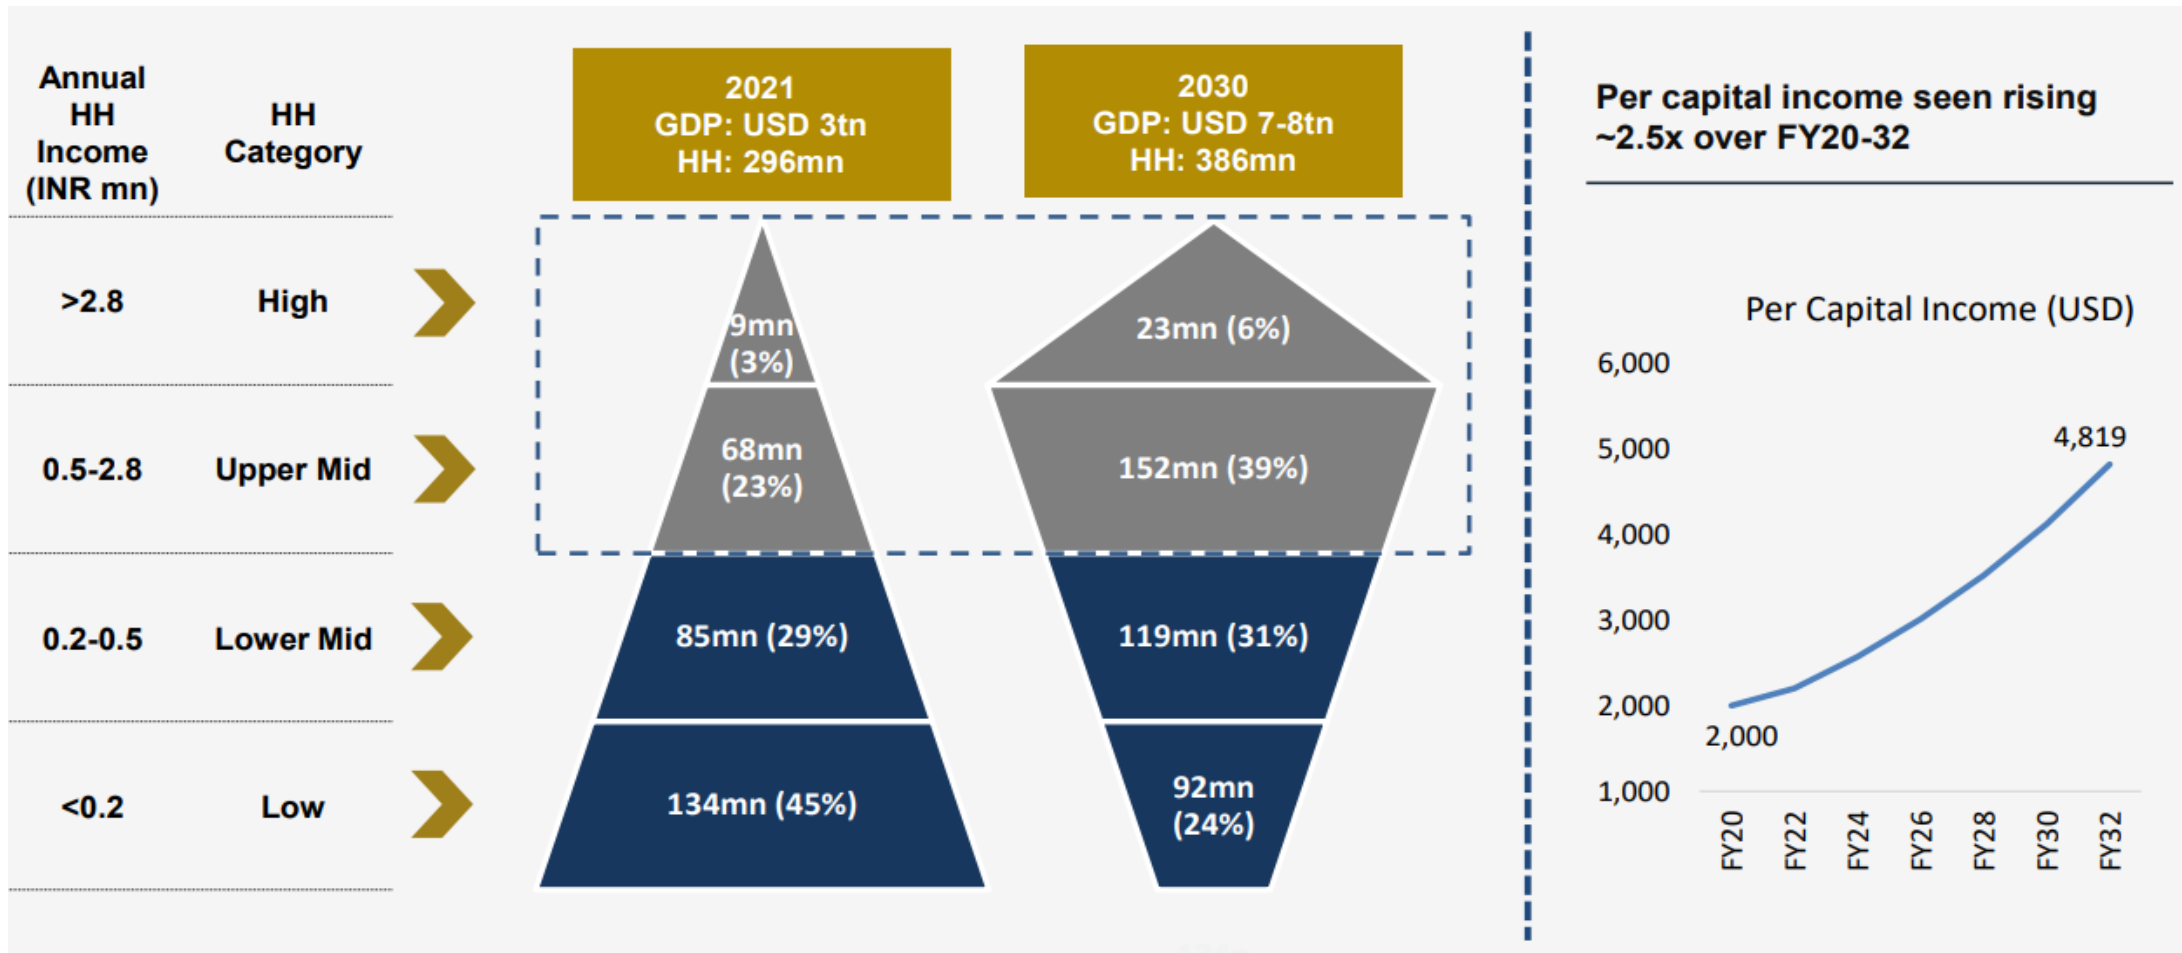 Annual
HH
Income
(INR mn)
HH
Category
2021
GDP: USD 3tn
HH: 296mn
2030
GDP: USD 7-8tn
HH: 386mn
>2.8
High
9mn
(3%)
23mn (6%)
0.5-2.8
Upper Mid
68mn
(23%)
152mn (39%)
0.2-0.5
Lower Mid
85mn (29%)
119mn (31%)
<0.2
Low
134mn (45%)
92mn
(24%)
Per capital income seen rising
~2.5x over FY20-32
Per Capital Income (USD)
6,000
5,000
4,000
3,000
2,000
1,000
4,819
2,000
FY20
FY22
FY24
FY26
FY28
FY30
FY32